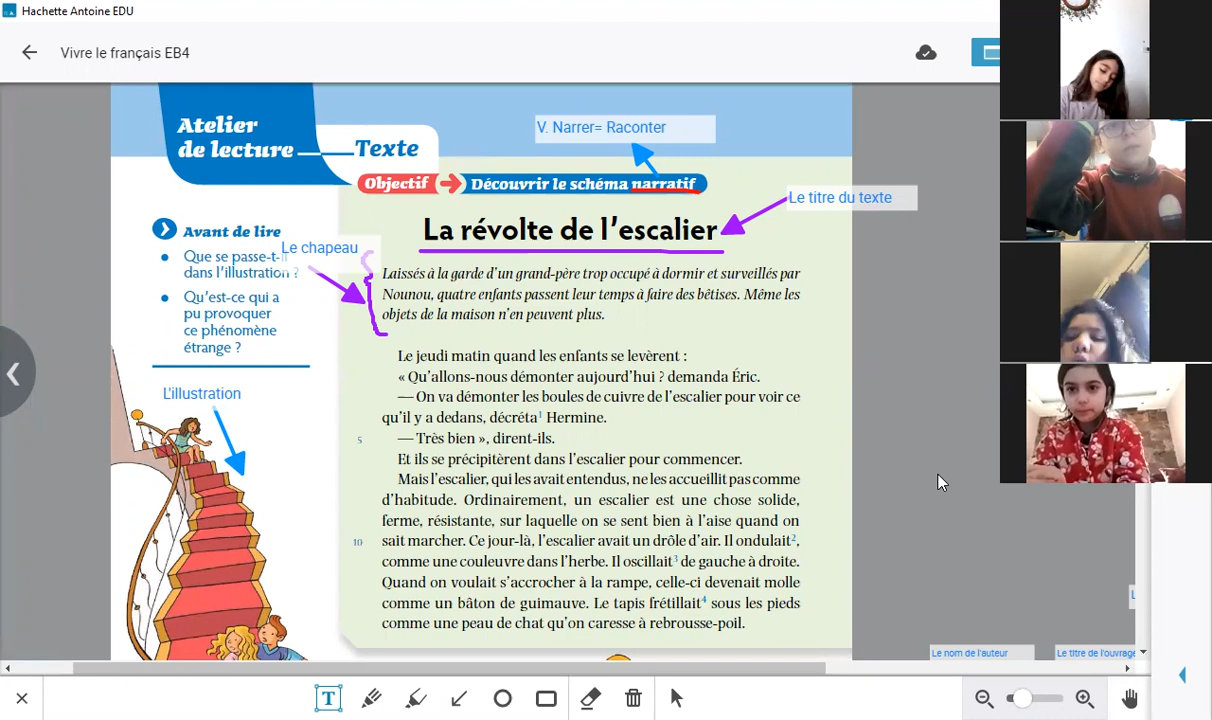 Hachette Antoine EDU
Vivre le français EB4
Atelier
de lecture
Texte
V. Narrer= Raconter
Objectif
Découvrir le schéma narratif
Le titre du texte
La révolte de l'escalier
Avant de lire
Que se passe-t-il
dans l'illustration ?
Qu'est-ce qui a
pu provoquer
ce phénomène
étrange ?
Le chapeau
Laissés à la garde d'un grand-père trop occupé à dormir et surveillés par
Nounou, quatre enfants passent leur temps à faire des bêtises. Même les
objets de la maison n'en peuvent plus.
L'illustration
Le jeudi matin quand les enfants se levèrent :
« Qu'allons-nous démonter aujourd'hui ? demanda Éric.
— On va démonter les boules de cuivre de l'escalier pour voir ce
qu'il y a dedans, décréta¹ Hermine.
5 — Très bien », dirent-ils.
Et ils se précipitèrent dans l'escalier pour commencer.
Mais l'escalier, qui les avait entendus, ne les accueillit pas comme
d'habitude. Ordinairement, un escalier est une chose solide,
ferme, résistante, sur laquelle on se sent bien à l'aise quand on
10 sait marcher. Ce jour-là, l'escalier avait un drôle d'air. Il ondulait²,
comme une couleuvre dans l'herbe. Il oscillait³ de gauche à droite.
Quand on voulait s'accrocher à la rampe, celle-ci devenait molle
comme un bâton de guimauve. Le tapis frétillait⁴ sous les pieds
comme une peau de chat qu'on caresse à rebrousse-poil.
Le nom de l'auteur
Le titre de l'ouvrage
T